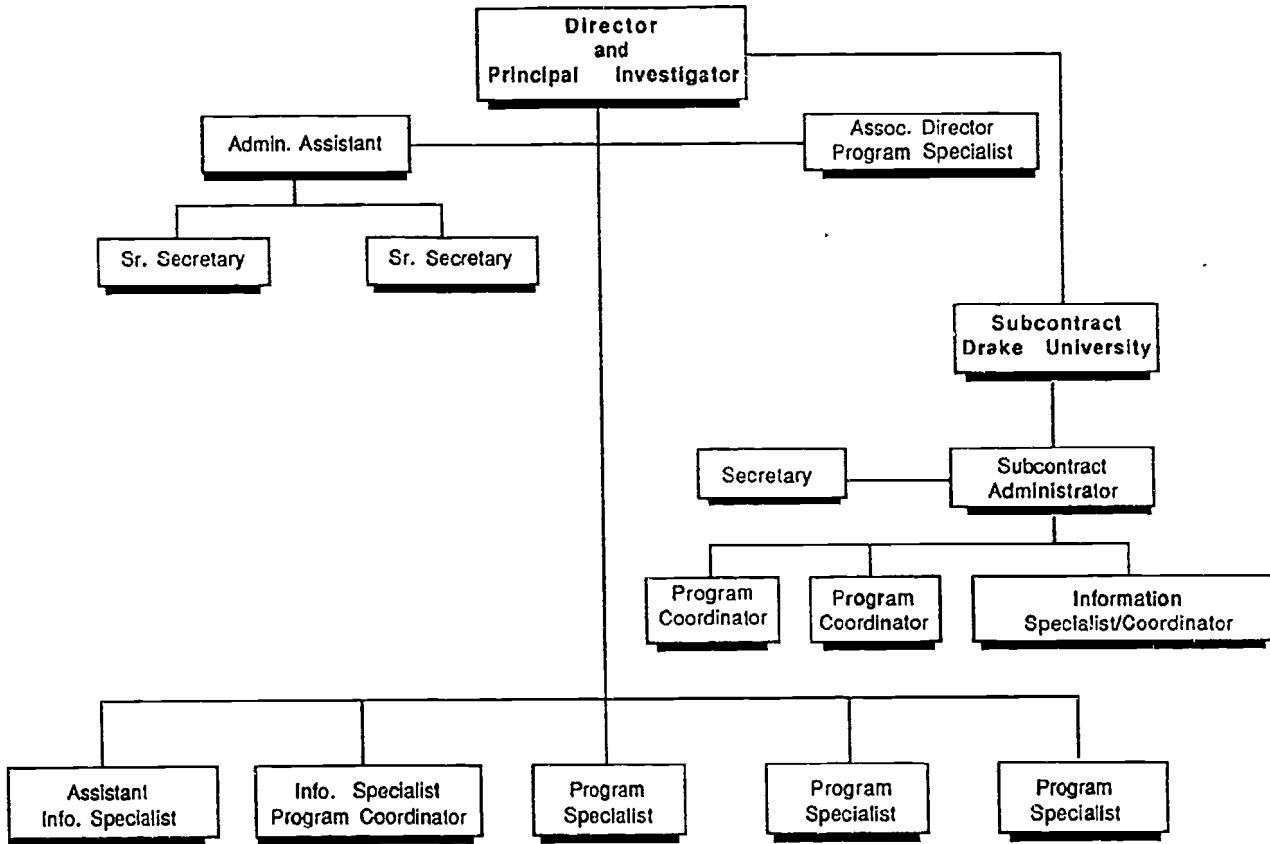 Director
and
Principal Investigator
Admin. Assistant
Assoc. Director
Program Specialist
Sr. Secretary
Sr. Secretary
Subcontract
Drake University
Secretary
Subcontract
Administrator
Program
Coordinator
Program
Coordinator
Information
Specialist/Coordinator
Assistant
Info. Specialist
Info. Specialist
Program Coordinator
Program
Specialist
Program
Specialist
Program
Specialist